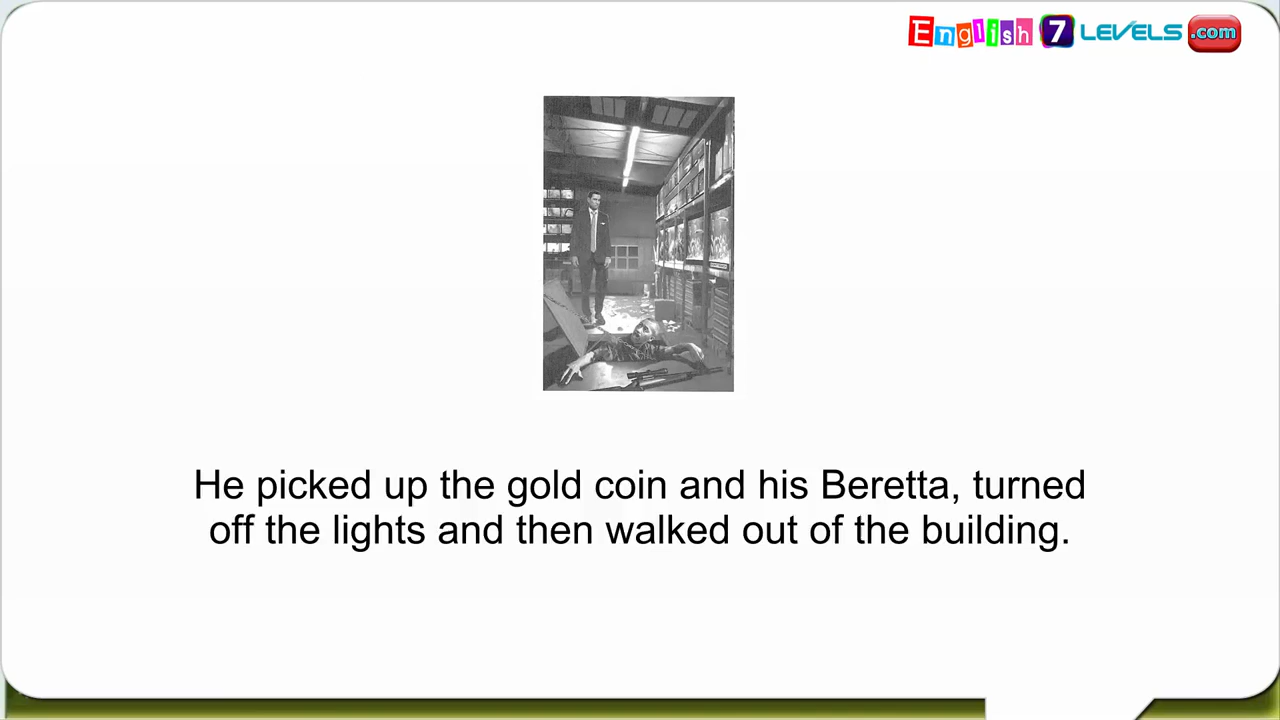 English 7 LEVELS .com
He picked up the gold coin and his Beretta, turned
off the lights and then walked out of the building.